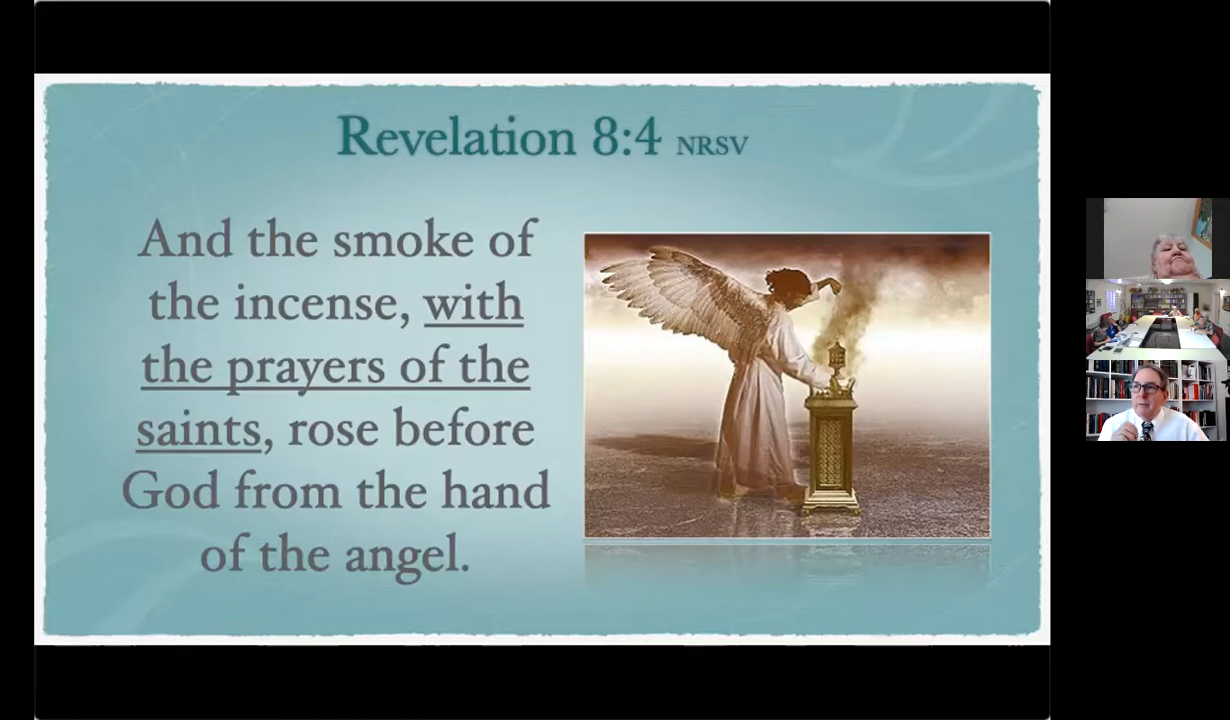 Revelation 8:4 NRSV
And the smoke of
the incense, with
the prayers of the
saints, rose before
God from the hand
of the angel.